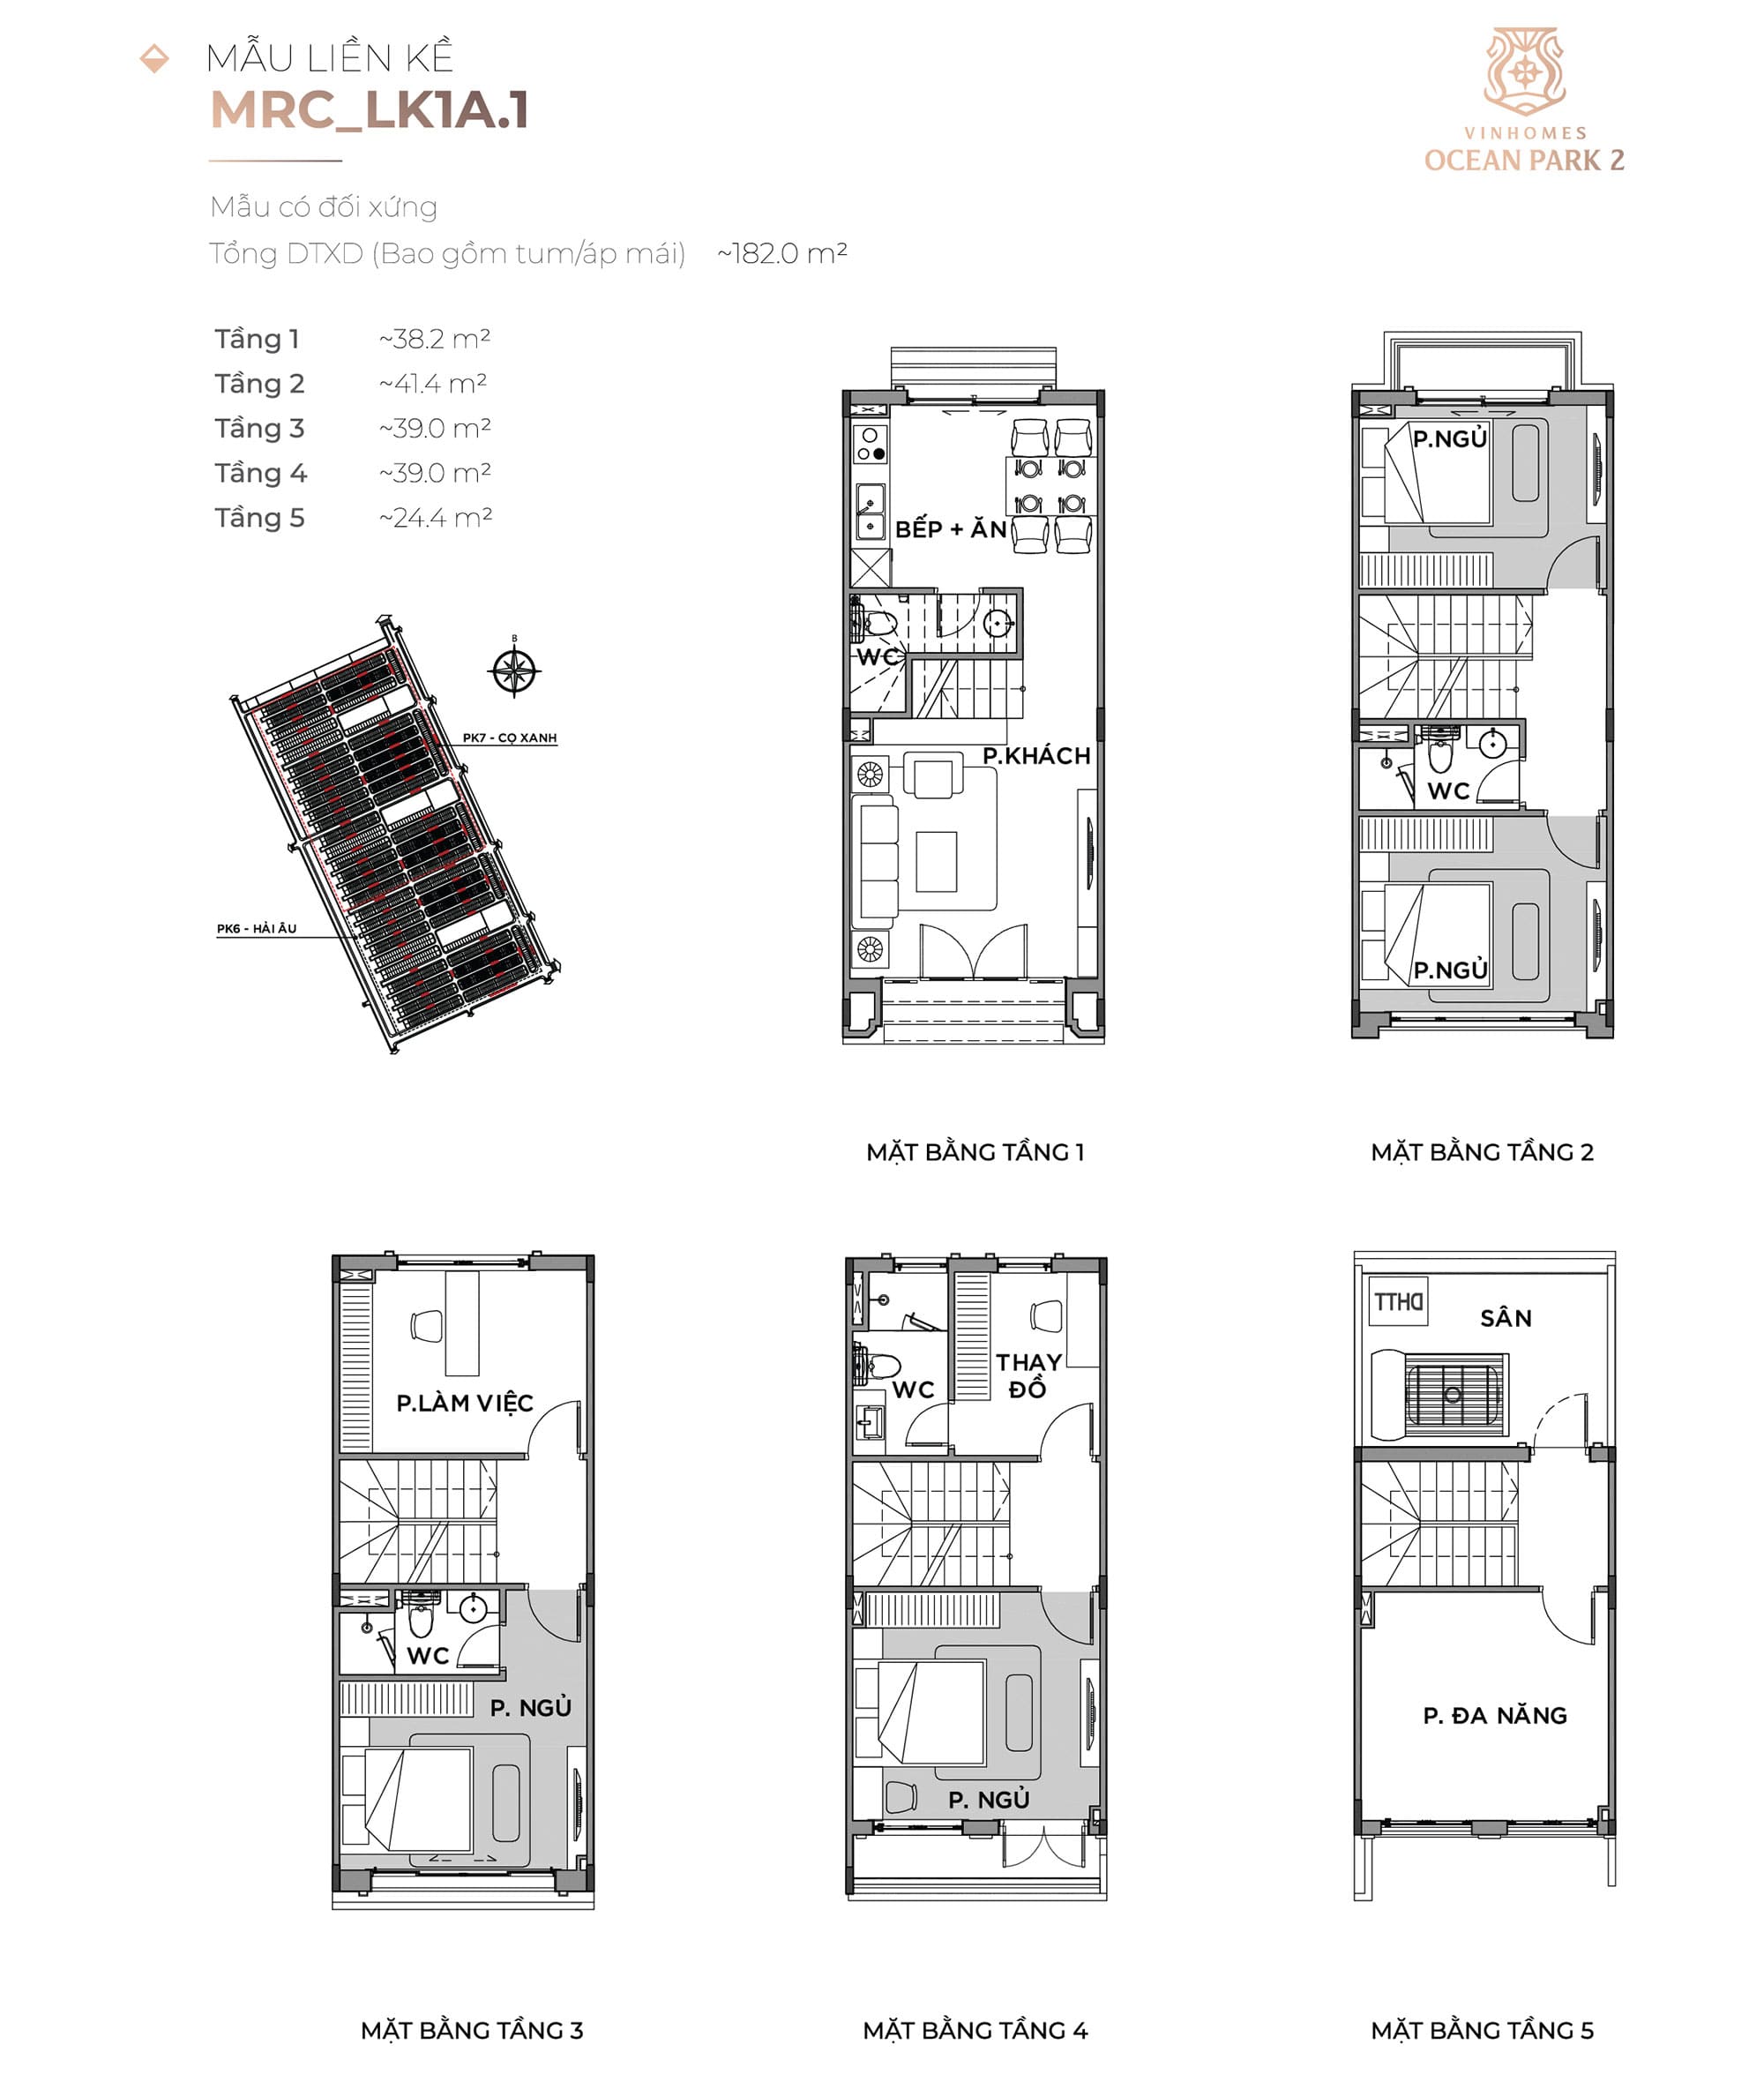 MẪU LIỀN KỀ
MRC_LK1A.1
VINHOMES
OCEAN PARK 2
Mẫu có đối xứng
Tổng DTXD (Bao gồm tum/áp mái) ~182.0 m²
Tầng 1 ~38.2 m²
Tầng 2 ~41.4 m²
Tầng 3 ~39.0 m²
Tầng 4 ~39.0 m²
Tầng 5 ~24.4 m²
B
PK7 - CỌ XANH
PK6 - HẢI ÂU
BẾP + ĂN
WC
P.KHÁCH
MẶT BẰNG TẦNG 1
P.NGỦ
WC
P.NGỦ
MẶT BẰNG TẦNG 2
P.LÀM VIỆC
WC
P. NGỦ
MẶT BẰNG TẦNG 3
WC
THAY
ĐỒ
P. NGỦ
MẶT BẰNG TẦNG 4
DHTT
SÂN
P. ĐA NĂNG
MẶT BẰNG TẦNG 5